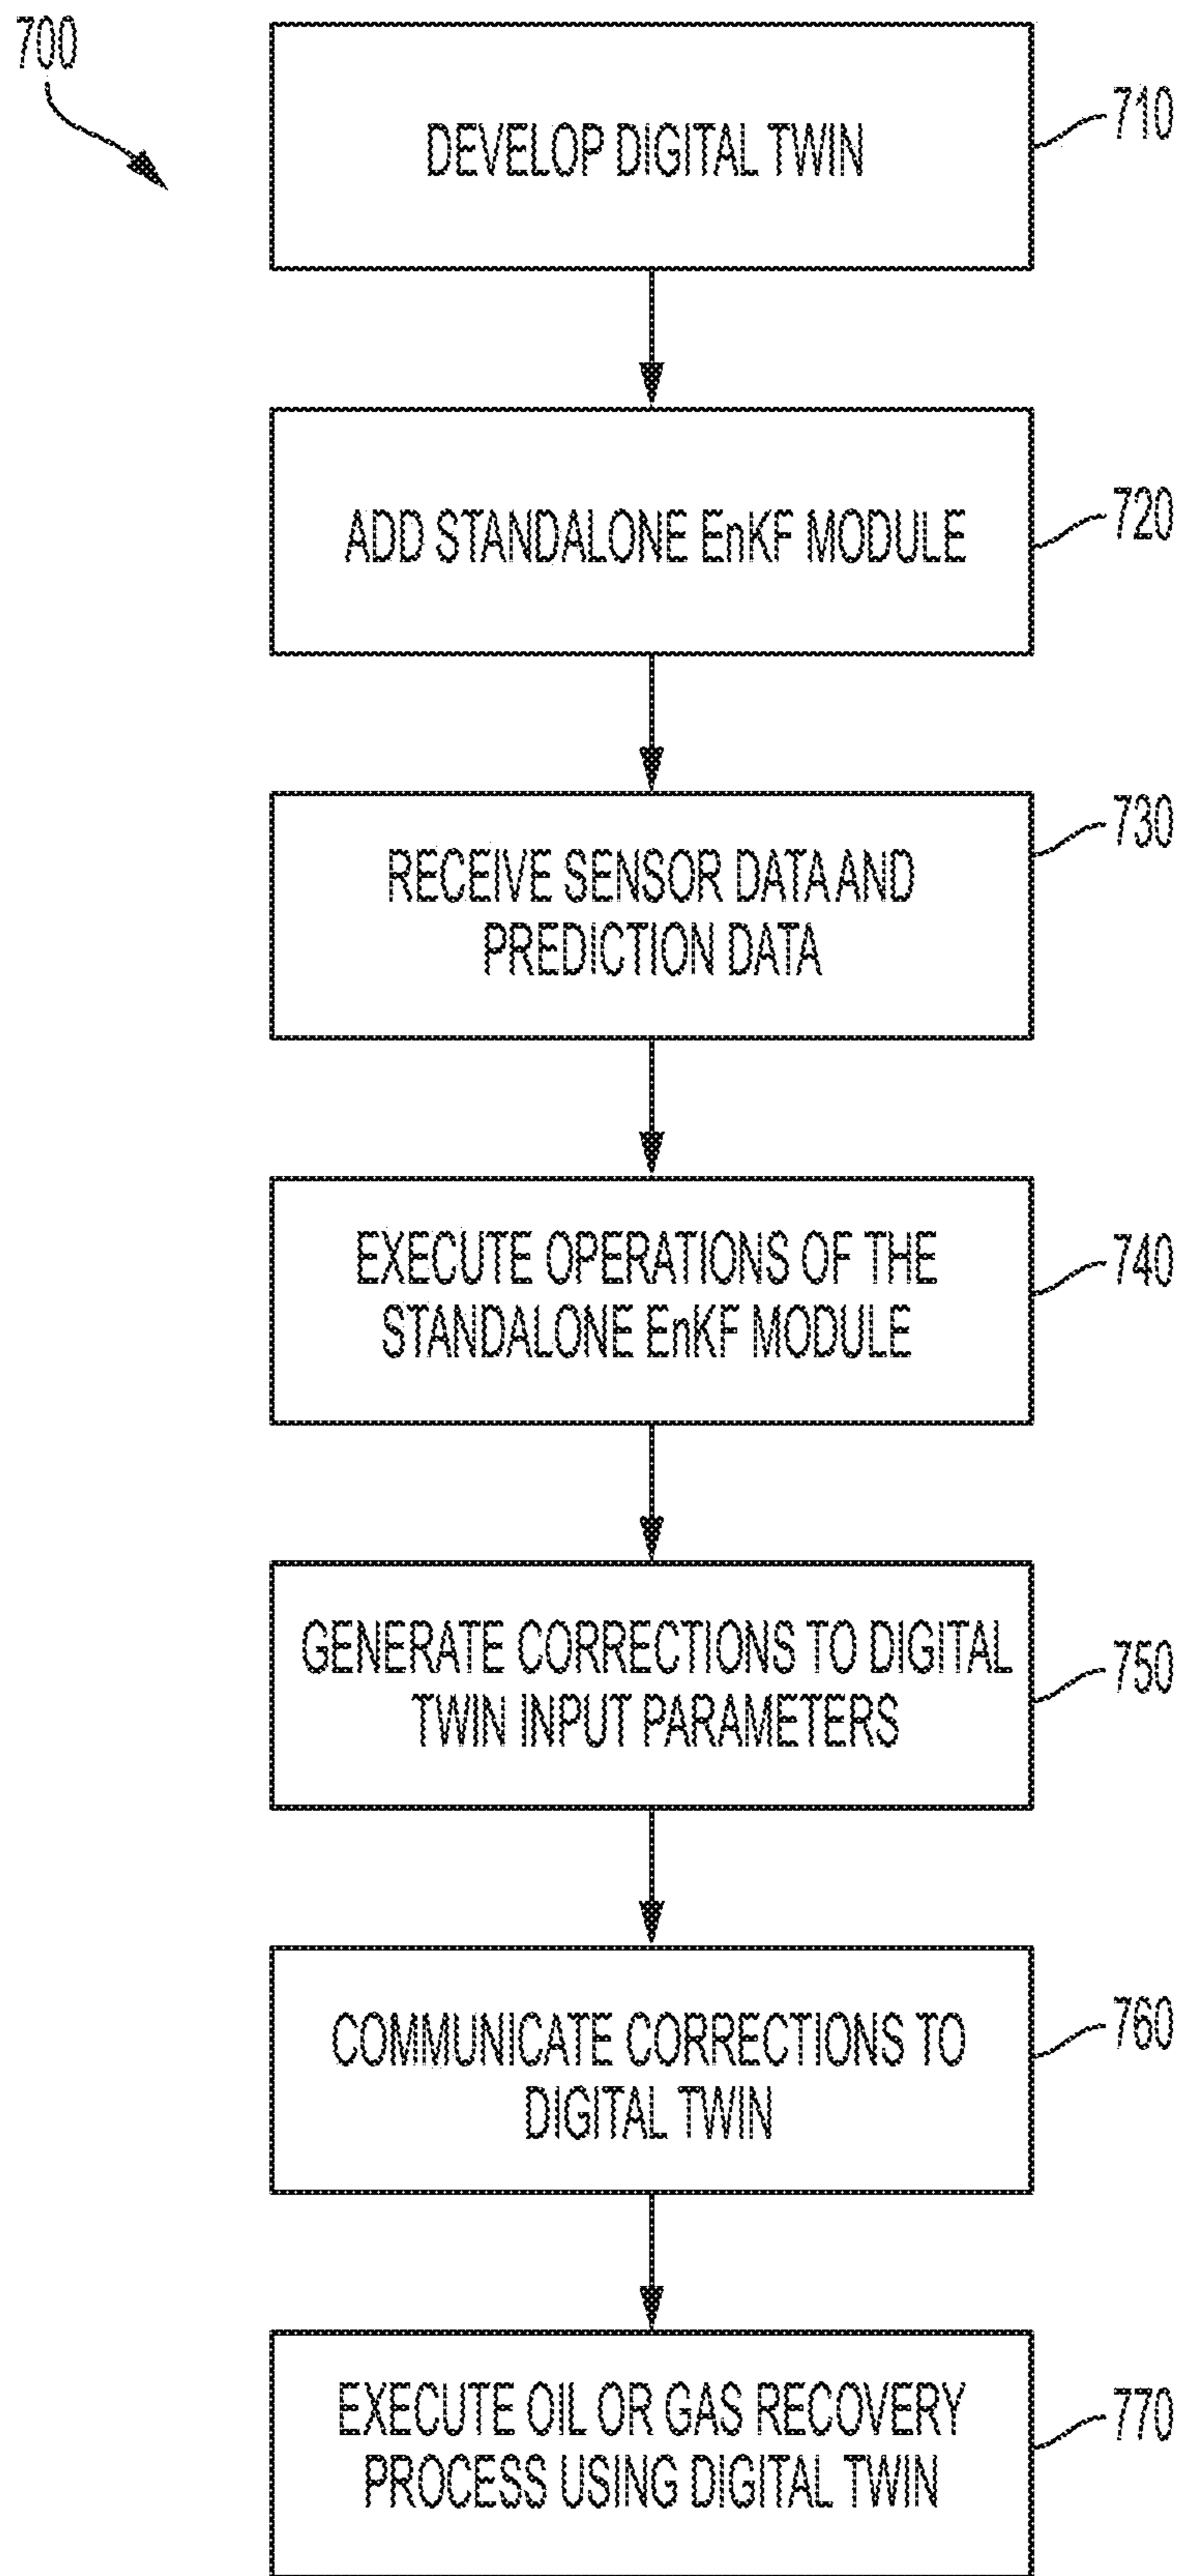 700
DEVELOP DIGITAL TWIN
710
ADD STANDALONE EnKF MODULE
720
RECEIVE SENSOR DATA AND
PREDICTION DATA
730
EXECUTE OPERATIONS OF THE
STANDALONE EnKF MODULE
740
GENERATE CORRECTIONS TO DIGITAL
TWIN INPUT PARAMETERS
750
COMMUNICATE CORRECTIONS TO
DIGITAL TWIN
760
EXECUTE OIL OR GAS RECOVERY
PROCESS USING DIGITAL TWIN
770